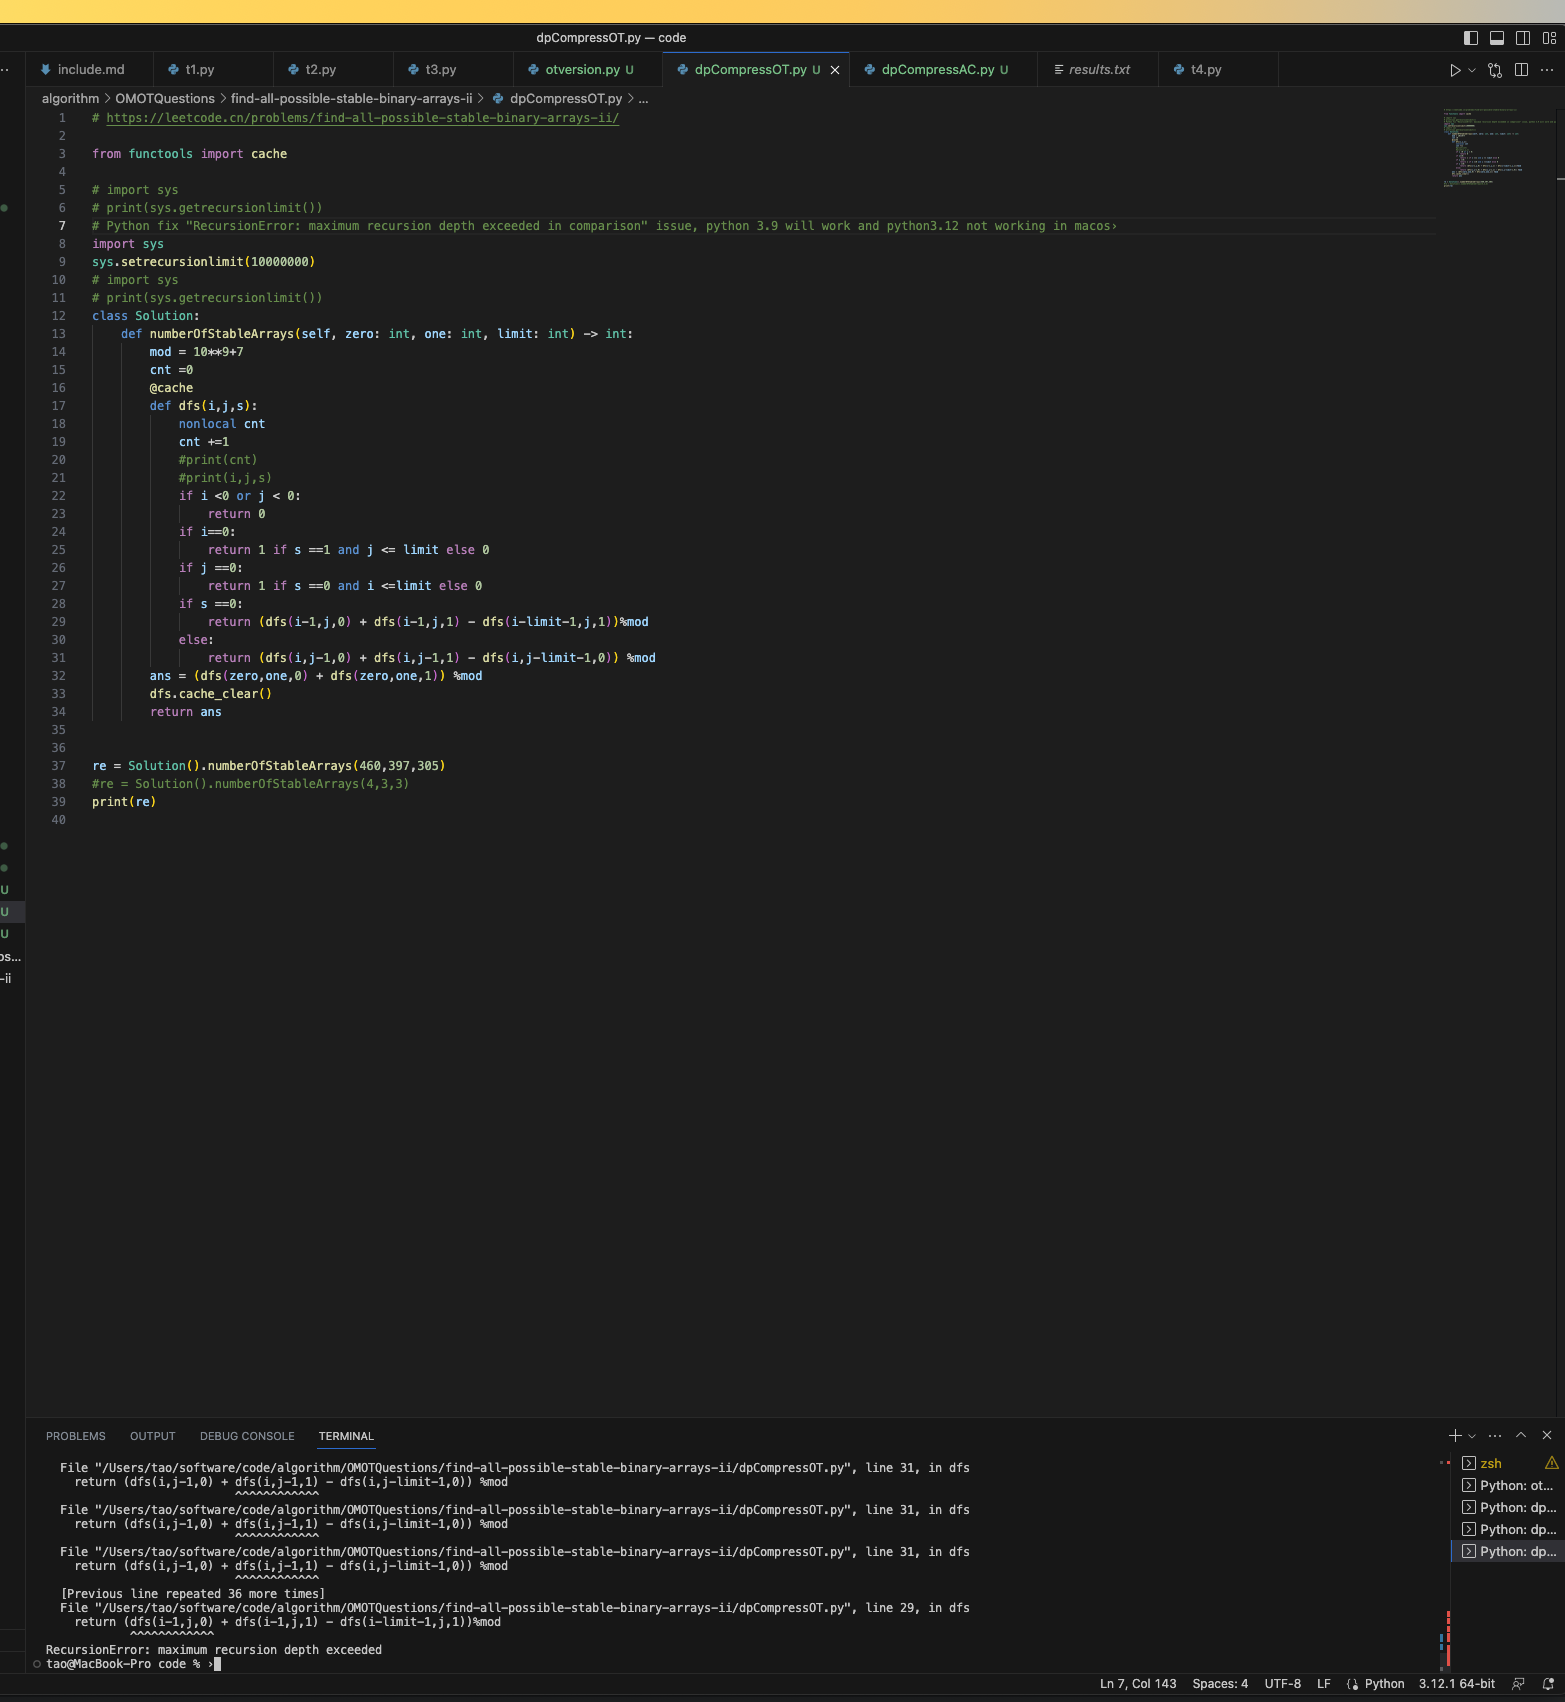 dpCompressOT.py — code
include.md
t1.py
t2.py
t3.py
otversion.py U
dpCompressOT.py U
dpCompressAC.py U
results.txt
t4.py
algorithm > OMOTQuestions > find-all-possible-stable-binary-arrays-ii > dpCompressOT.py > ...
1 # https://leetcode.cn/problems/find-all-possible-stable-binary-arrays-ii/
2
3 from functools import cache
4
5 # import sys
6 # print(sys.getrecursionlimit())
7 # Python fix "RecursionError: maximum recursion depth exceeded in comparison" issue, python 3.9 will work and python3.12 not working in macos›
8 import sys
9 sys.setrecursionlimit(10000000)
10 # import sys
11 # print(sys.getrecursionlimit())
12 class Solution:
13     def numberOfStableArrays(self, zero: int, one: int, limit: int) -> int:
14         mod = 10**9+7
15         cnt =0
16         @cache
17         def dfs(i,j,s):
18             nonlocal cnt
19             cnt +=1
20             #print(cnt)
21             #print(i,j,s)
22             if i <0 or j < 0:
23                 return 0
24             if i==0:
25                 return 1 if s ==1 and j <= limit else 0
26             if j ==0:
27                 return 1 if s ==0 and i <=limit else 0
28             if s ==0:
29                 return (dfs(i-1,j,0) + dfs(i-1,j,1) - dfs(i-limit-1,j,1))%mod
30             else:
31                 return (dfs(i,j-1,0) + dfs(i,j-1,1) - dfs(i,j-limit-1,0)) %mod
32         ans = (dfs(zero,one,0) + dfs(zero,one,1)) %mod
33         dfs.cache_clear()
34         return ans
35
36
37 re = Solution().numberOfStableArrays(460,397,305)
38 #re = Solution().numberOfStableArrays(4,3,3)
39 print(re)
40
U
U
U
os...
-ii
PROBLEMS OUTPUT DEBUG CONSOLE TERMINAL
File "/Users/tao/software/code/algorithm/OMOTQuestions/find-all-possible-stable-binary-arrays-ii/dpCompressOT.py", line 31, in dfs
return (dfs(i,j-1,0) + dfs(i,j-1,1) - dfs(i,j-limit-1,0)) %mod
^^^^^^^^^^^^
File "/Users/tao/software/code/algorithm/OMOTQuestions/find-all-possible-stable-binary-arrays-ii/dpCompressOT.py", line 31, in dfs
return (dfs(i,j-1,0) + dfs(i,j-1,1) - dfs(i,j-limit-1,0)) %mod
^^^^^^^^^^^^
File "/Users/tao/software/code/algorithm/OMOTQuestions/find-all-possible-stable-binary-arrays-ii/dpCompressOT.py", line 31, in dfs
return (dfs(i,j-1,0) + dfs(i,j-1,1) - dfs(i,j-limit-1,0)) %mod
^^^^^^^^^^^^
[Previous line repeated 36 more times]
File "/Users/tao/software/code/algorithm/OMOTQuestions/find-all-possible-stable-binary-arrays-ii/dpCompressOT.py", line 29, in dfs
return (dfs(i-1,j,0) + dfs(i-1,j,1) - dfs(i-limit-1,j,1))%mod
^^^^^^^^^^^^
RecursionError: maximum recursion depth exceeded
tao@MacBook-Pro code % ›
zsh
Python: ot...
Python: dp...
Python: dp...
Python: dp...
Ln 7, Col 143 Spaces: 4 UTF-8 LF Python 3.12.1 64-bit